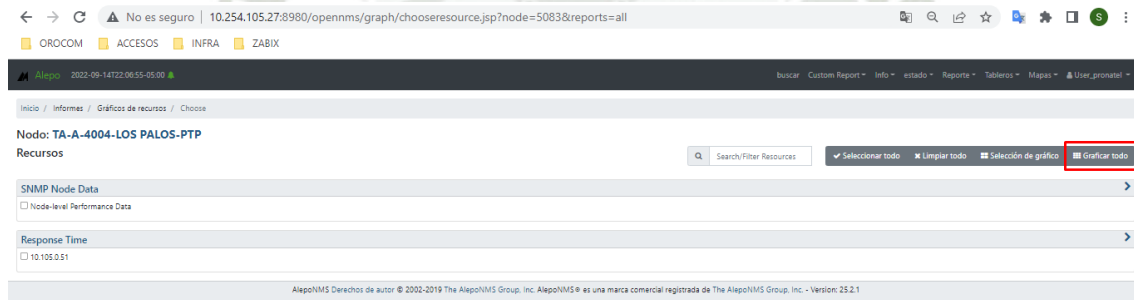 No es seguro | 10.254.105.27:8980/opennms/graph/chooseresource.jsp?node=5083&reports=all S
OROCOM ACCESOS INFRA ZABIX
Alepo 2022-09-14T22:06:55-05:00 buscar Custom Report Info estado Reporte Tableros Mapas User_pronatel
Inicio / Informes / Gráficos de recursos / Choose
Nodo: TA-A-4004-LOS PALOS-PTP
Recursos
Search/Filter Resources Seleccionar todo Limpiar todo Selección de gráfico Graficar todo
SNMP Node Data
Node-level Performance Data
Response Time
10.105.0.51
AlepoNMS Derechos de autor © 2002-2019 The AlepoNMS Group, Inc. AlepoNMS® es una marca comercial registrada de The AlepoNMS Group, Inc. - Version: 25.2.1